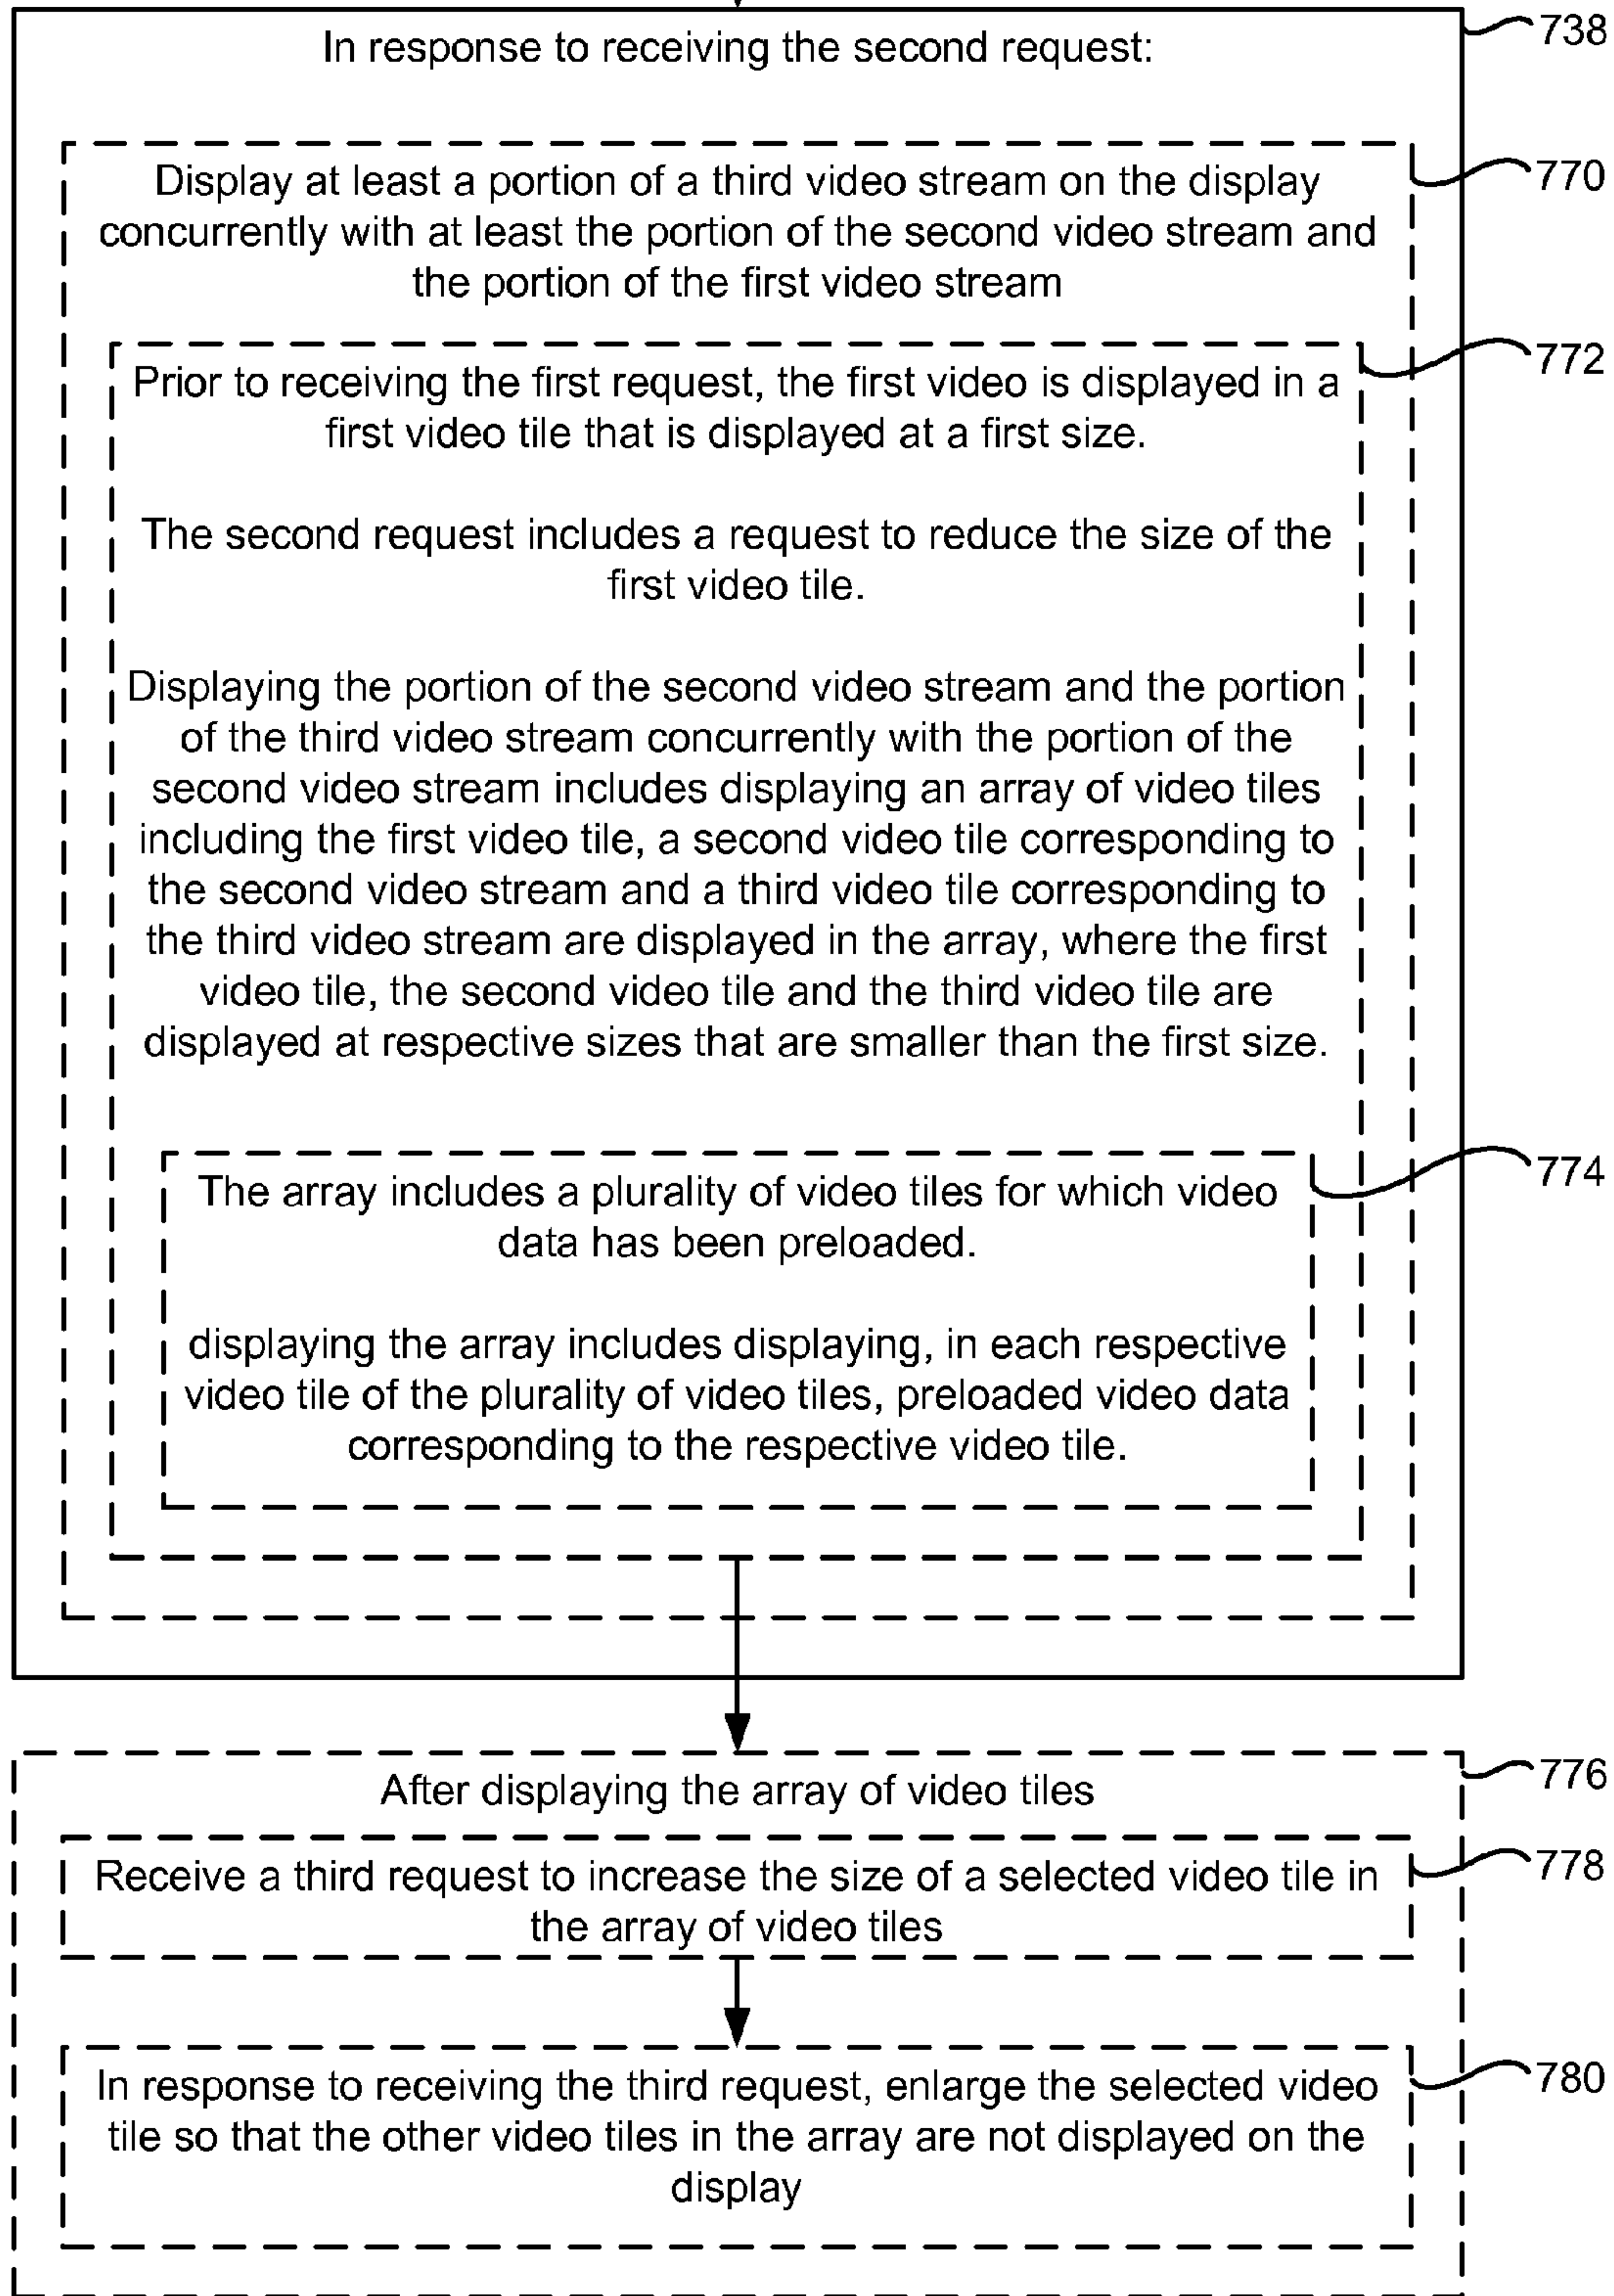 In response to receiving the second request:
738
Display at least a portion of a third video stream on the display
concurrently with at least the portion of the second video stream and
the portion of the first video stream
770
Prior to receiving the first request, the first video is displayed in a
first video tile that is displayed at a first size.
772
The second request includes a request to reduce the size of the
first video tile.
Displaying the portion of the second video stream and the portion
of the third video stream concurrently with the portion of the
second video stream includes displaying an array of video tiles
including the first video tile, a second video tile corresponding to
the second video stream and a third video tile corresponding to
the third video stream are displayed in the array, where the first
video tile, the second video tile and the third video tile are
displayed at respective sizes that are smaller than the first size.
The array includes a plurality of video tiles for which video
data has been preloaded.
774
displaying the array includes displaying, in each respective
video tile of the plurality of video tiles, preloaded video data
corresponding to the respective video tile.
After displaying the array of video tiles
776
Receive a third request to increase the size of a selected video tile in
the array of video tiles
778
In response to receiving the third request, enlarge the selected video
tile so that the other video tiles in the array are not displayed on the
display
780